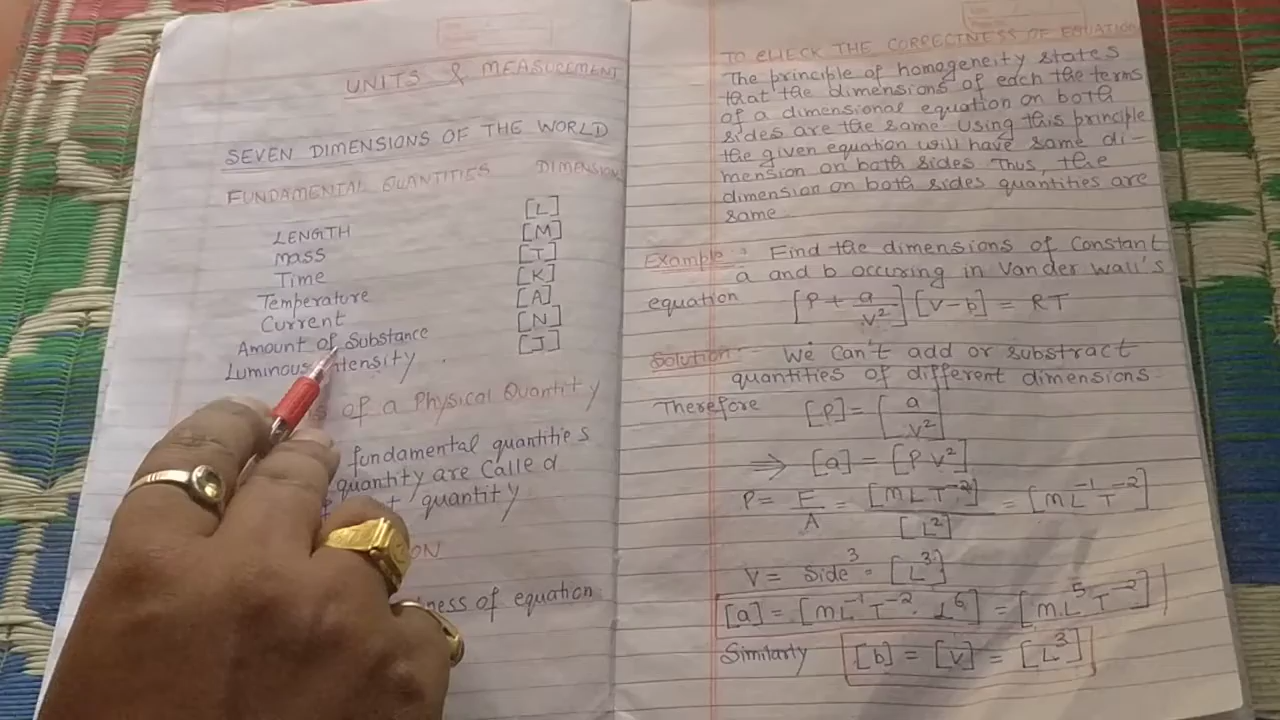 UNITS & MEASUREMENT
SEVEN DIMENSIONS OF THE WORLD
FUNDAMENTAL QUANTITIES DIMENSION
LENGTH [L]
MASS [M]
Time [T]
Temperature [K]
Current [A]
Amount of Substance [N]
Luminous intensity [J]
of a Physical Quantity
fundamental quantities
quantity are called
quantity
of equation
TO CHECK THE CORRECTNESS OF EQUATION
The principle of homogeneity states
that the dimensions of each the terms
of a dimensional equation on both
sides are the same. Using this principle
the given equation will have same di-
mension on both sides. Thus, the
dimension on both sides quantities are
same.
Example: Find the dimensions of constant
a and b occuring in Vander Wall's
equation [P + a/V²] [V-b] = RT
Solution - We can't add or substract
quantities of different dimensions.
Therefore [P] = [a/V²]
⇒ [a] = [PV²]
P = F/A = [MLT⁻²]/[L²] = [ML⁻¹T⁻²]
V = Side³ = [L³]
[a] = [ML⁻¹T⁻². L⁶] = [ML⁵T⁻²]
Similarly [b] = [V] = [L³]